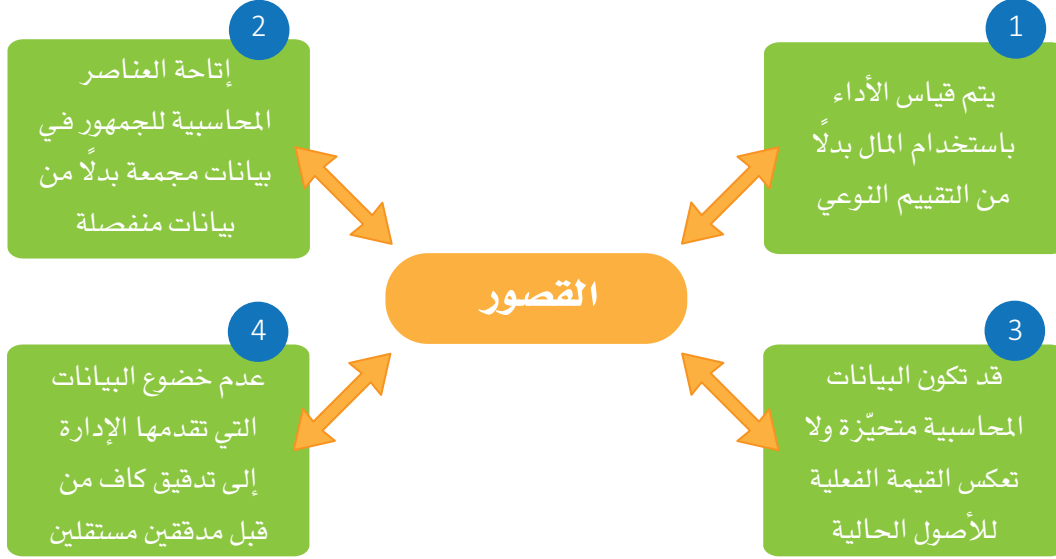 1
يتم قياس الأداء
باستخدام المال بدلًا
من التقييم النوعي
2
إتاحة العناصر
المحاسبية للجمهور في
بيانات مجمعة بدلًا من
بيانات منفصلة
القصور
3
قد تكون البيانات
المحاسبية متحيّزة ولا
تعكس القيمة الفعلية
للأصول الحالية
4
عدم خضوع البيانات
التي تقدمها الإدارة
إلى تدقيق كاف من
قبل مدققين مستقلين